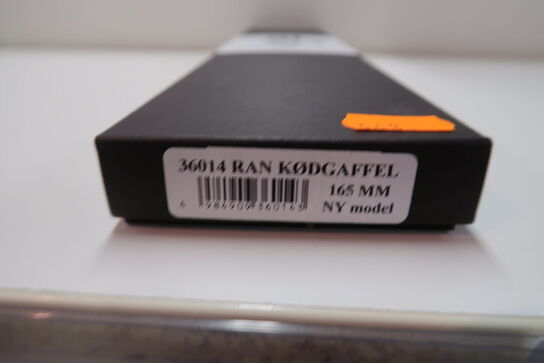 36014 RAN KØDGAFFEL
165 MM
NY model